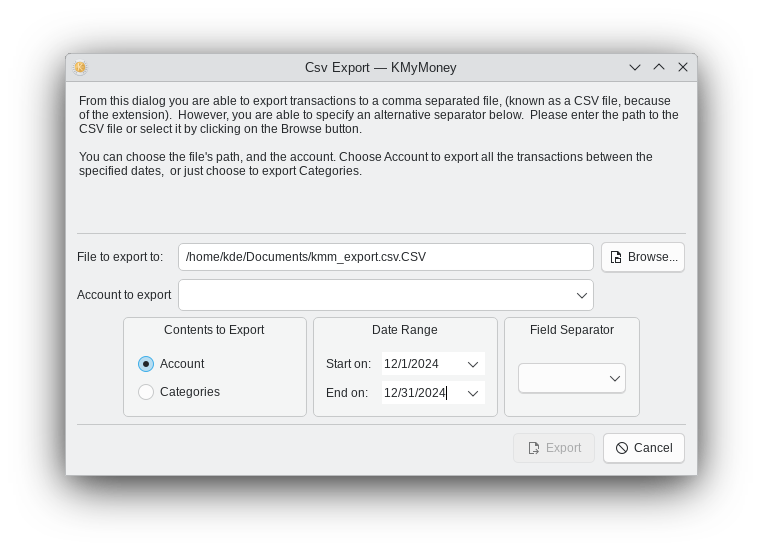 Csv Export — KMyMoney
From this dialog you are able to export transactions to a comma separated file, (known as a CSV file, because
of the extension).  However, you are able to specify an alternative separator below.  Please enter the path to the
CSV file or select it by clicking on the Browse button.
You can choose the file's path, and the account. Choose Account to export all the transactions between the
specified dates,  or just choose to export Categories.
File to export to: /home/kde/Documents/kmm_export.csv.CSV Browse...
Account to export
Contents to Export Date Range Field Separator
Account Start on: 12/1/2024
Categories End on: 12/31/2024
Export Cancel